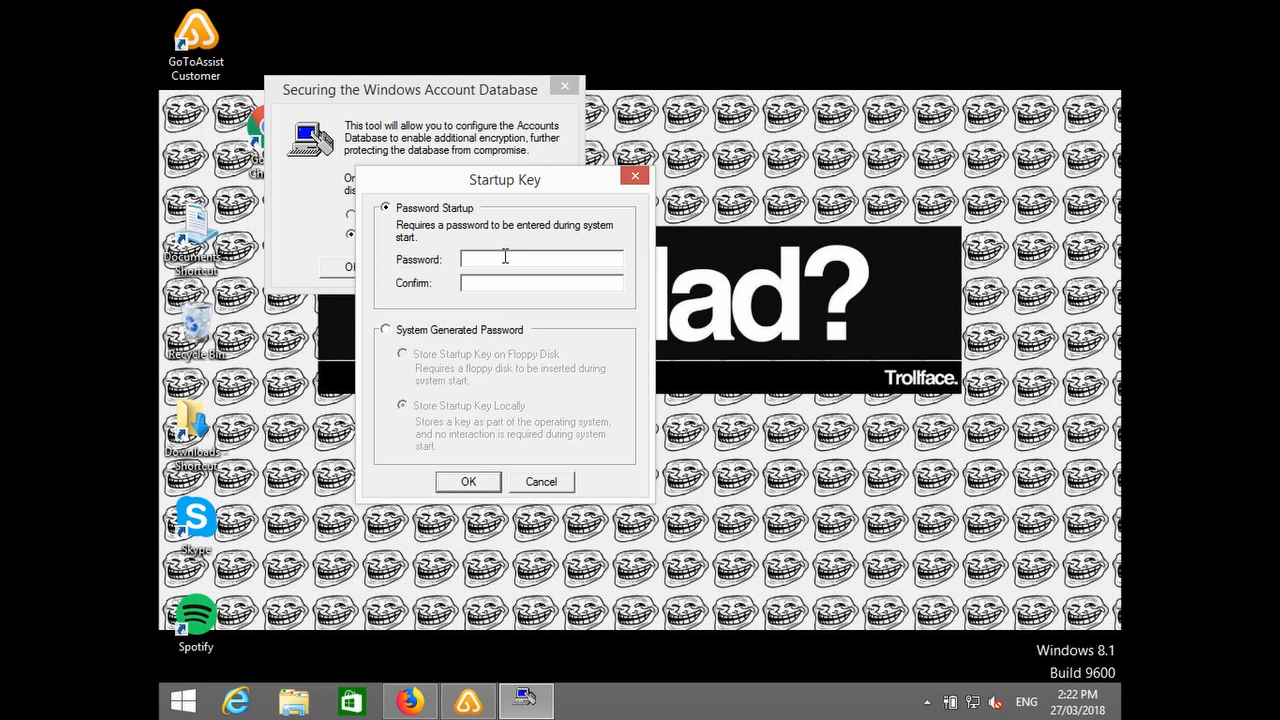 GoToAssist
Customer
Securing the Windows Account Database
This tool will allow you to configure the Accounts
Database to enable additional encryption, further
protecting the database from compromise.
Startup Key
Password Startup
Requires a password to be entered during system
start.
Password:
Confirm:
System Generated Password
Store Startup Key on Floppy Disk
Requires a floppy disk to be inserted during
system start.
Store Startup Key Locally
Stores a key as part of the operating system,
and no interaction is required during system
start.
OK
Cancel
lad?
Trollface.
Documents -
Shortcut
Recycle Bin
Downloads -
Shortcut
Skype
Spotify
Windows 8.1
Build 9600
ENG
2:22 PM
27/03/2018